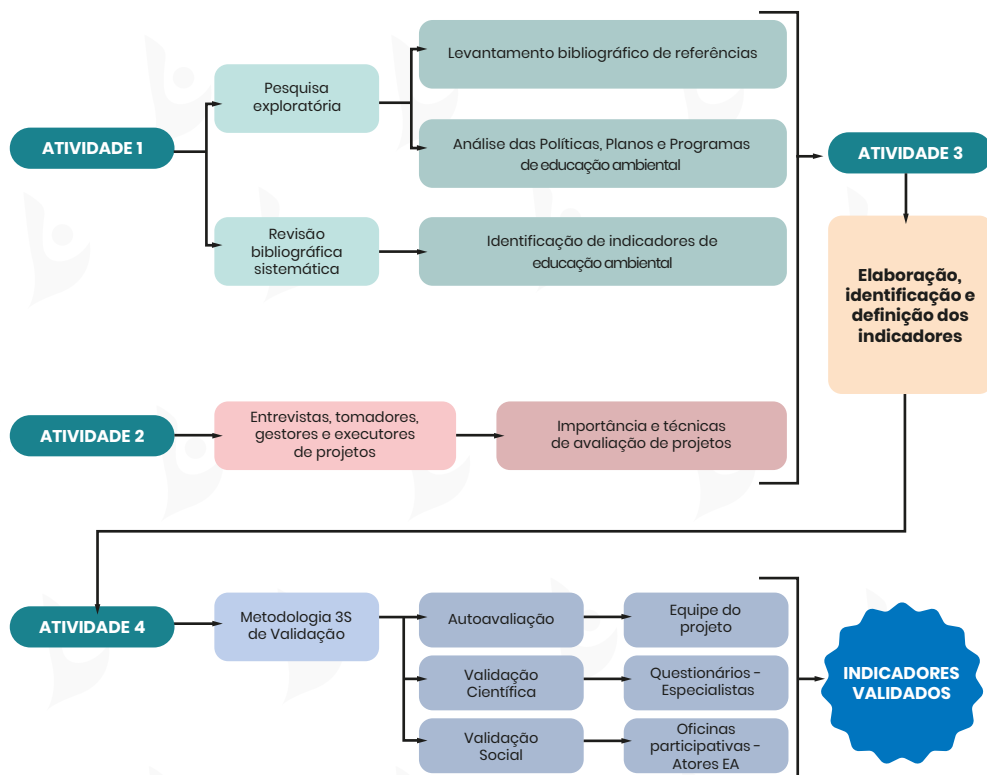 ATIVIDADE 1
Pesquisa
exploratória
Levantamento bibliográfico de referências
Análise das Políticas, Planos e Programas
de educação ambiental
Revisão
bibliográfica
sistemática
Identificação de indicadores de
educação ambiental
ATIVIDADE 2
Entrevistas, tomadores,
gestores e executores
de projetos
Importância e técnicas
de avaliação de projetos
ATIVIDADE 3
Elaboração,
identificação e
definição dos
indicadores
ATIVIDADE 4
Metodologia 3S
de Validação
Autoavaliação
Equipe do
projeto
Validação
Científica
Questionários -
Especialistas
Validação
Social
Oficinas
participativas -
Atores EA
INDICADORES
VALIDADOS